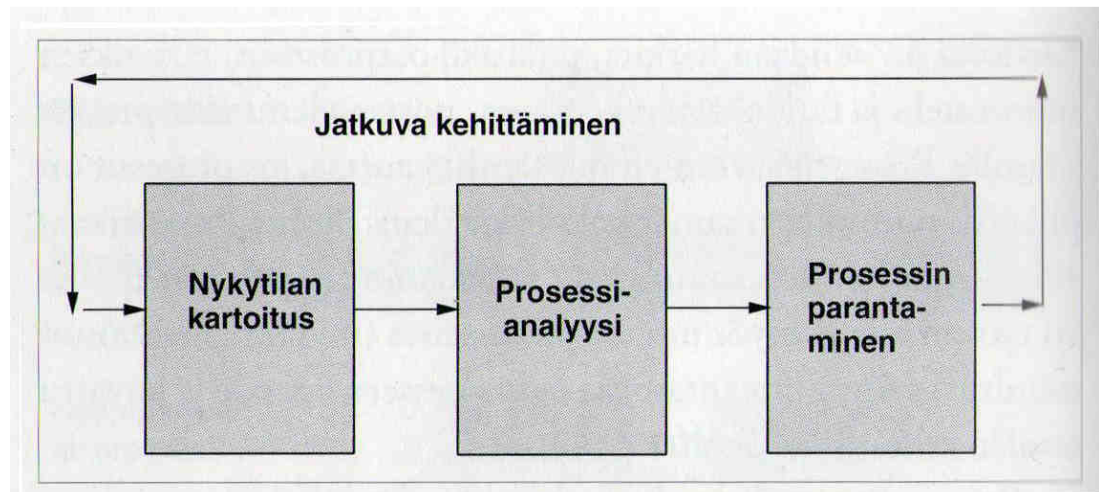 Jatkuva kehittäminen
Nykytilan
kartoitus
Prosessi-
analyysi
Prosessin
paranta-
minen